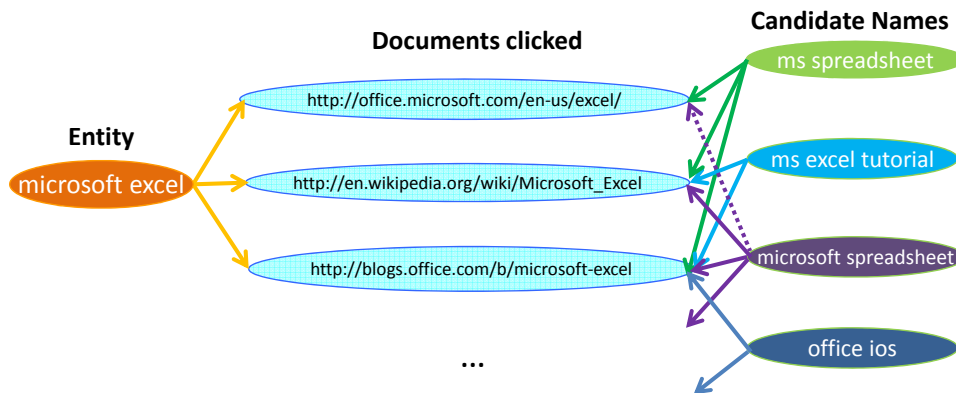 Candidate Names
Documents clicked
ms spreadsheet
http://office.microsoft.com/en-us/excel/
Entity
ms excel tutorial
microsoft excel
http://en.wikipedia.org/wiki/Microsoft_Excel
microsoft spreadsheet
http://blogs.office.com/b/microsoft-excel
office ios
...